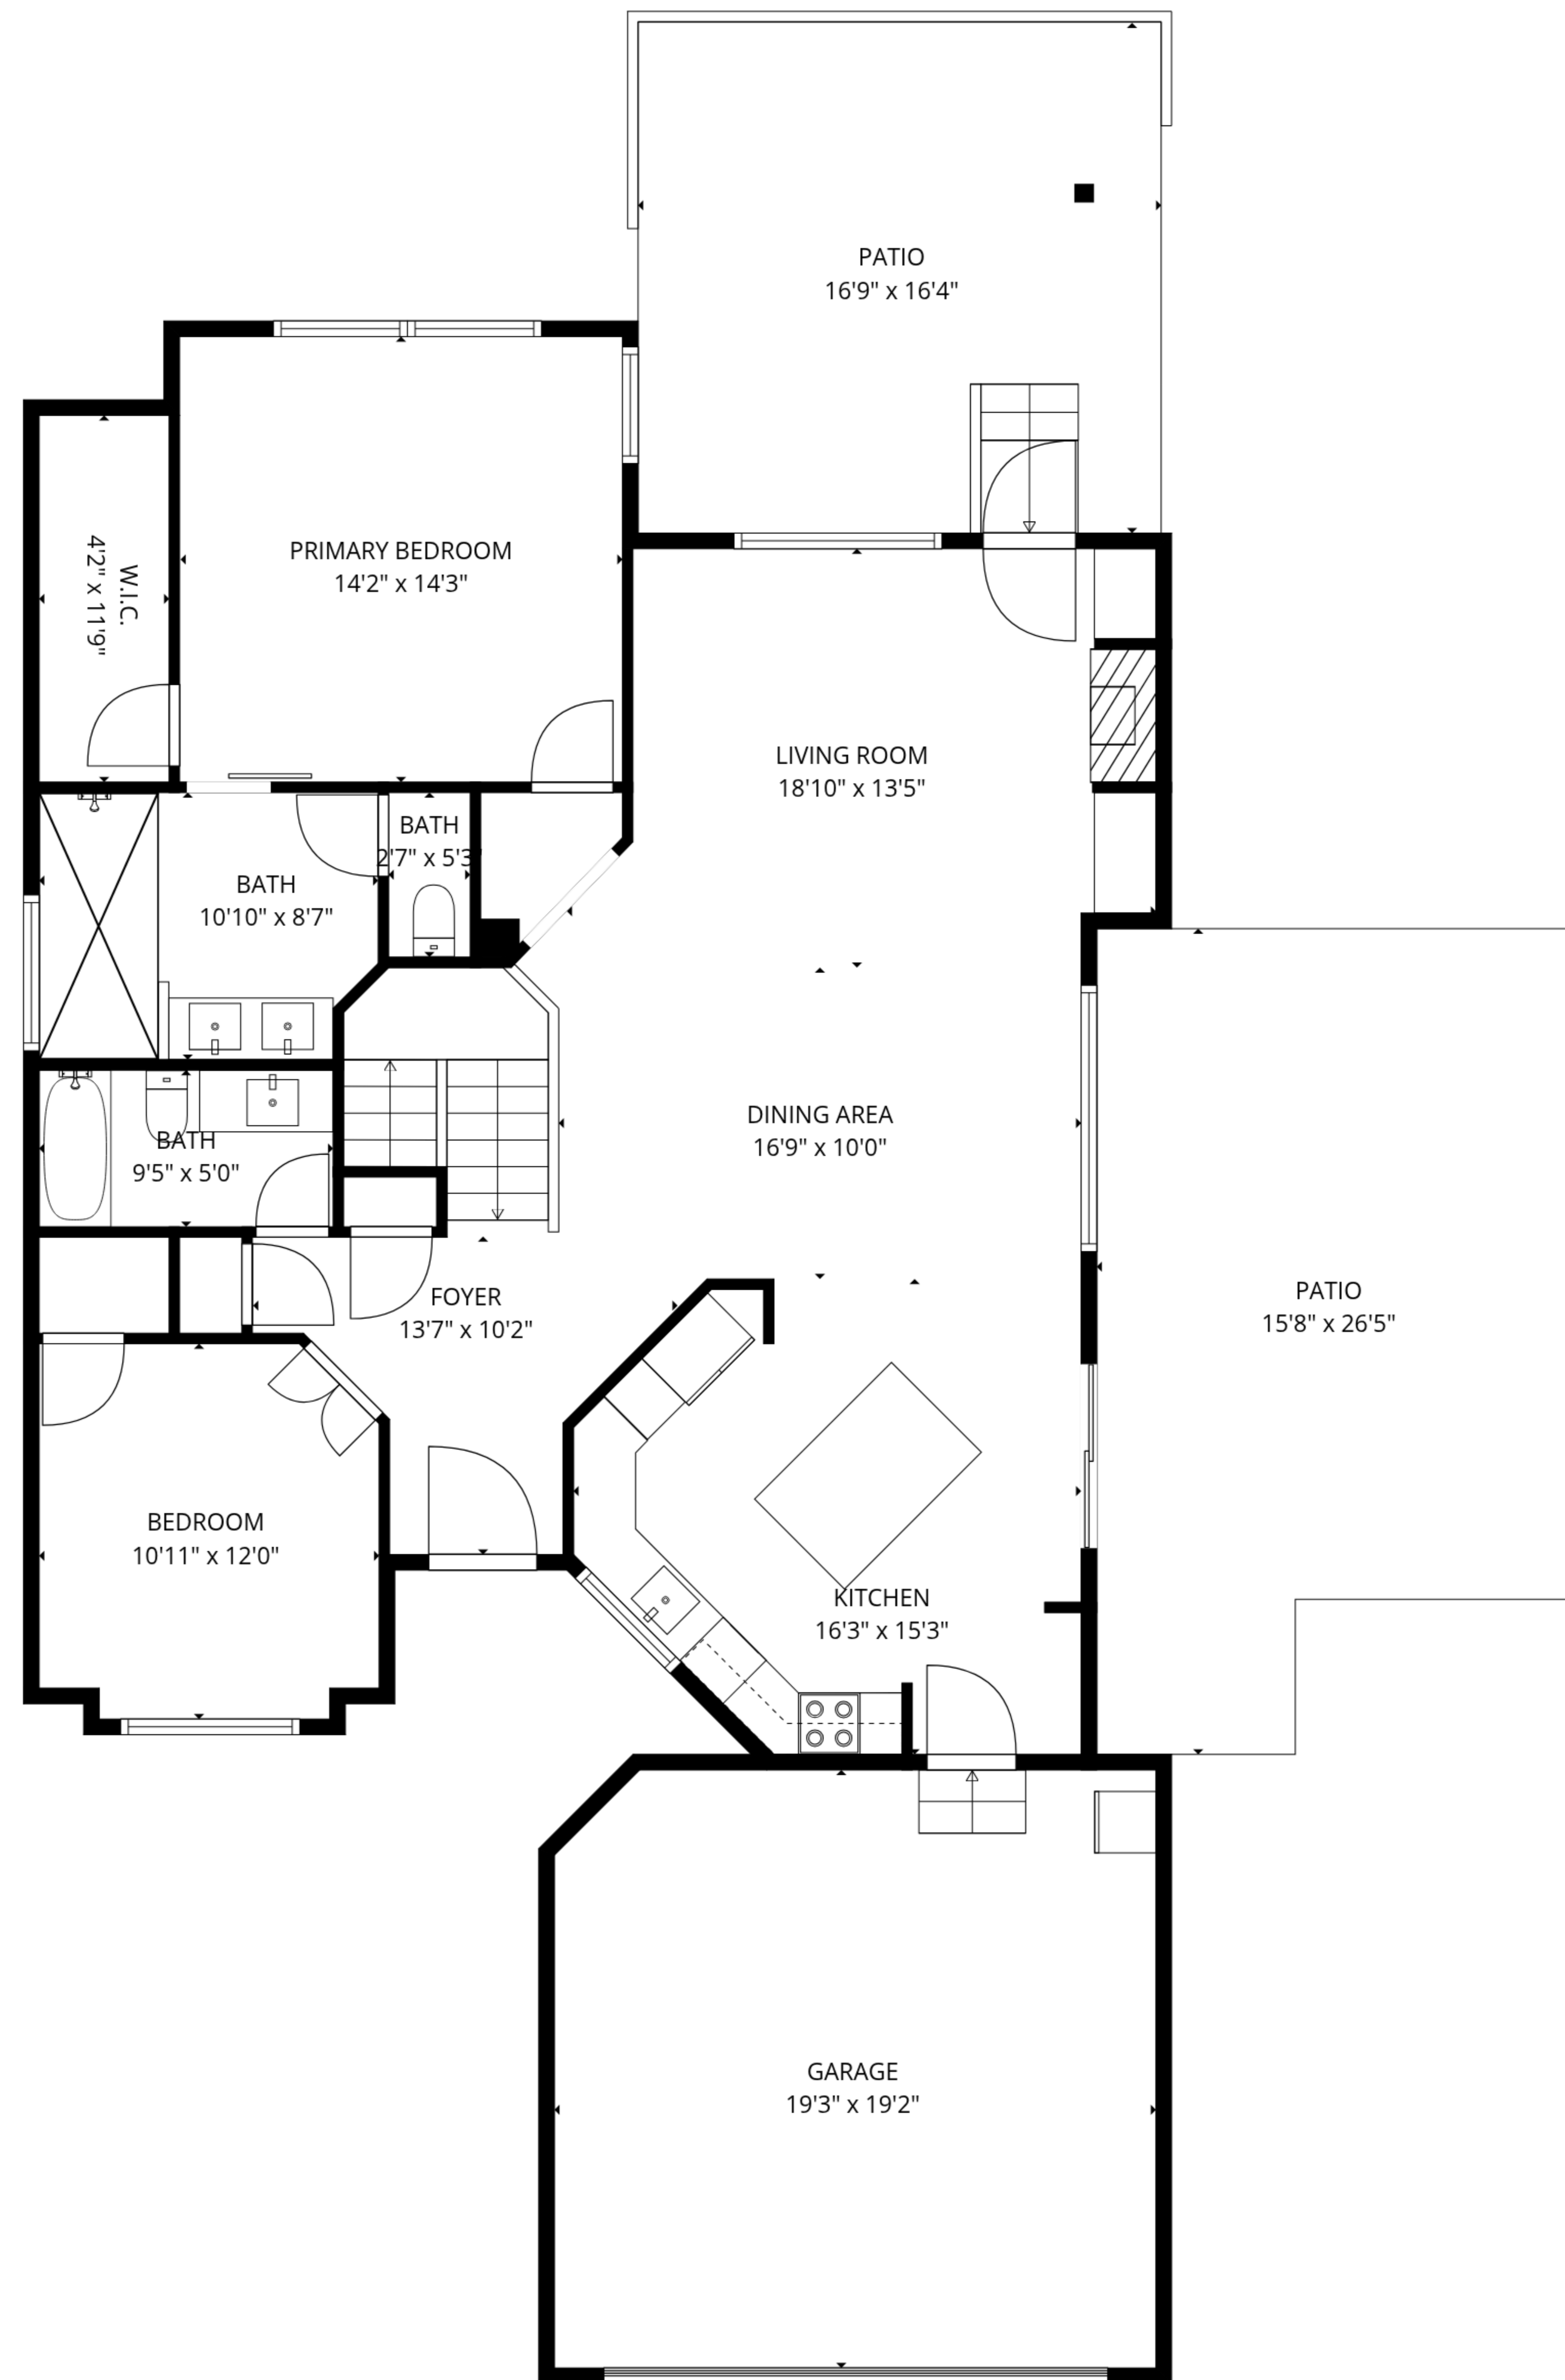 PATIO
16'9" x 16'4"
PRIMARY BEDROOM
14'2" x 14'3"
W.I.C.
4'2" x 11'9"
LIVING ROOM
18'10" x 13'5"
BATH
2'7" x 5'3"
BATH
10'10" x 8'7"
DINING AREA
16'9" x 10'0"
BATH
9'5" x 5'0"
FOYER
13'7" x 10'2"
PATIO
15'8" x 26'5"
BEDROOM
10'11" x 12'0"
KITCHEN
16'3" x 15'3"
GARAGE
19'3" x 19'2"